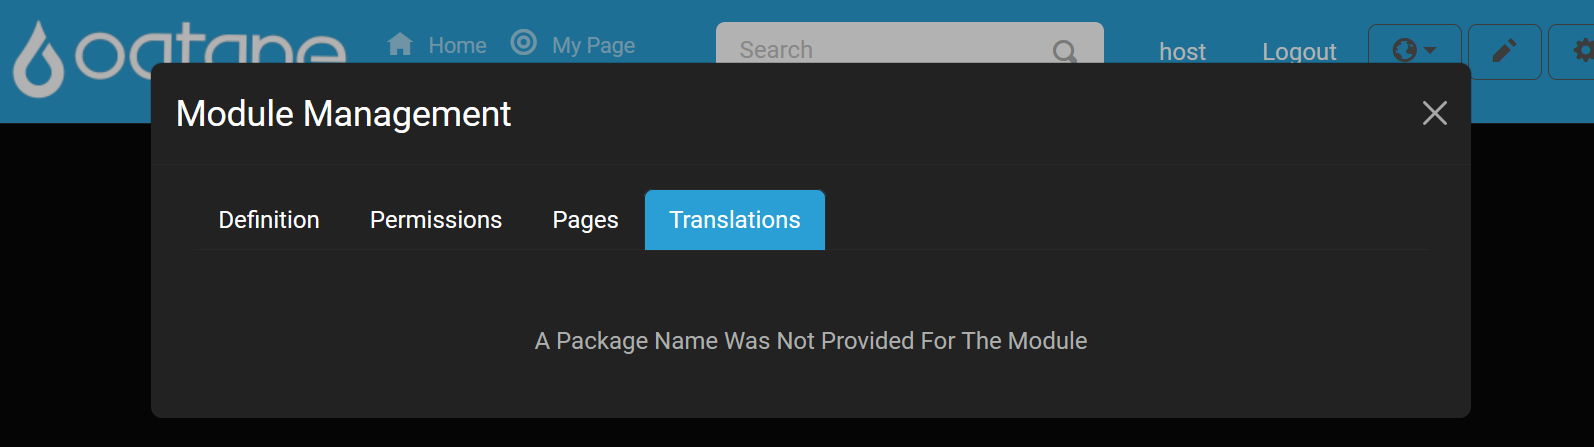 oqtane
Home
My Page
Search
host
Logout
Module Management
Definition
Permissions
Pages
Translations
A Package Name Was Not Provided For The Module